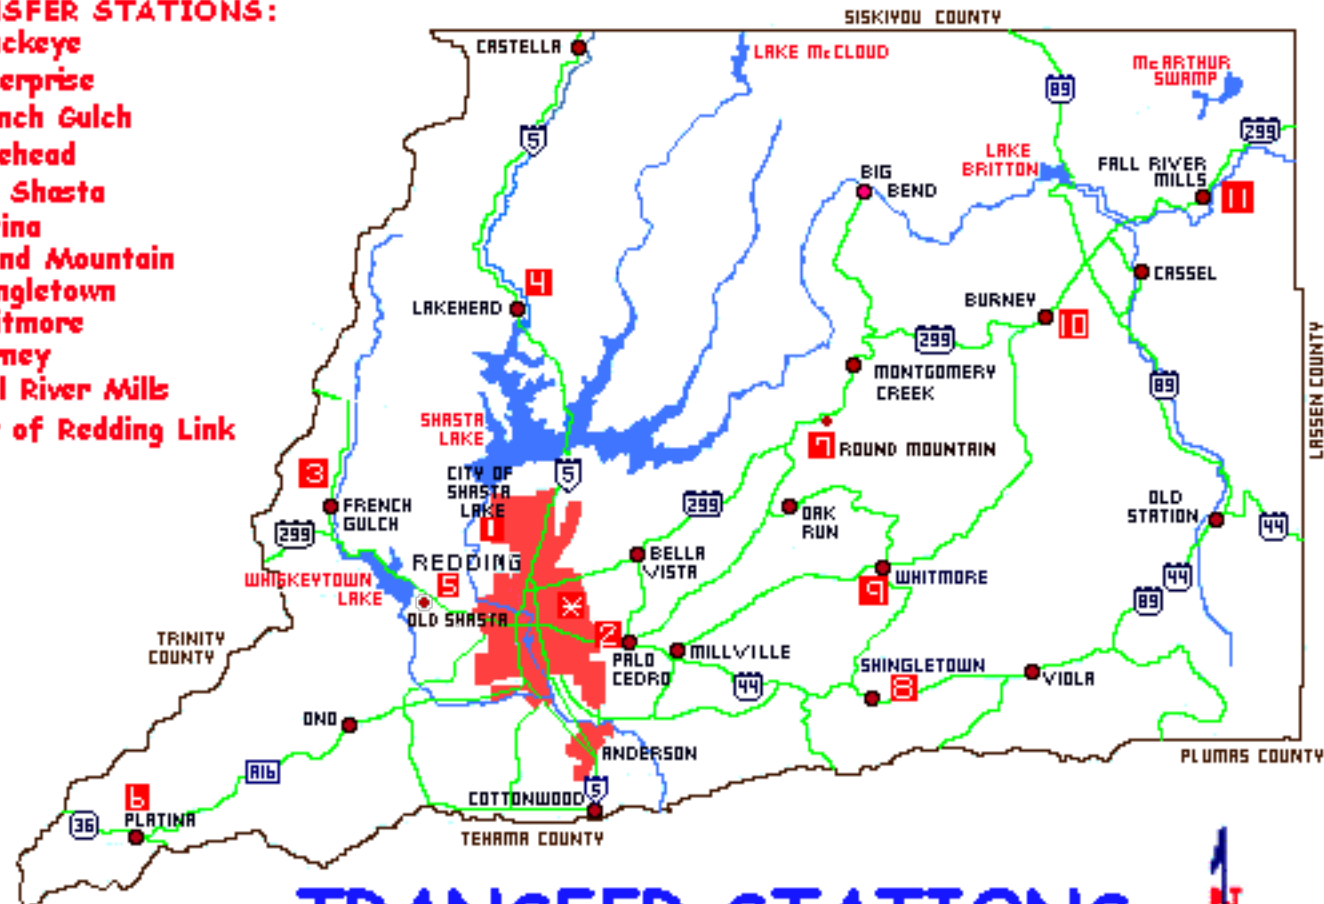 NSFER STATIONS:
ckeye
erprise
nch Gulch
ehead
Shasta
ina
nd Mountain
ngletown
itmore
ney
l River Mills
of Redding Link
SISKIYOU COUNTY
CASTELLA
LAKE McCLOUD
McARTHUR
SWAMP
89
5
299
LAKE
BRITTON
FALL RIVER
MILLS
11
BIG
BEND
CASSEL
4
LAKEHEAD
BURNEY
10
299
MONTGOMERY
CREEK
89
LASSEN COUNTY
SHASTA
LAKE
7
ROUND MOUNTAIN
3
CITY OF
SHASTA
LAKE
5
FRENCH
GULCH
299
OAK
RUN
OLD
STATION
44
299
1
REDDING
BELLA
VISTA
WHITMORE
44
WHISKEYTOWN
LAKE
5
9
89
OLD SHASTA
*
2
TRINITY
COUNTY
PALO
CEDRO
MILLVILLE
SHINGLETOWN
44
8
VIOLA
ONO
ANDERSON
PLUMAS COUNTY
A16
COTTONWOOD
5
6
PLATINA
36
TEHAMA COUNTY
TRANSFER STATIONS
N